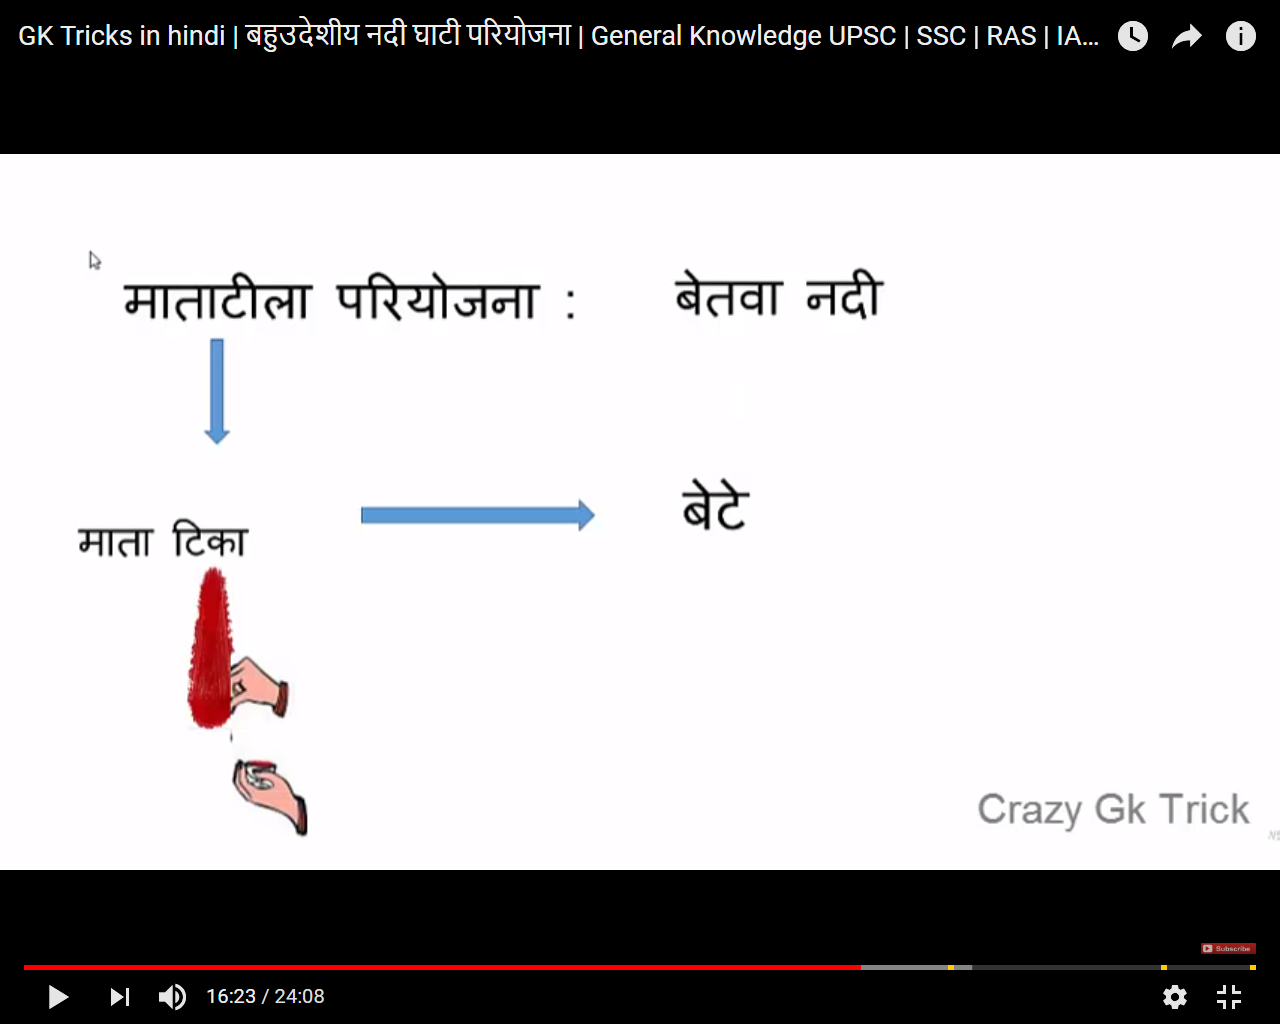 GK Tricks in hindi | बहुउदेशीय नदी घाटी परियोजना | General Knowledge UPSC | SSC | RAS | IA...
माताटीला परियोजना : बेतवा नदी
माता टिका बेटे
Crazy Gk Trick
Subscribe
16:23 / 24:08